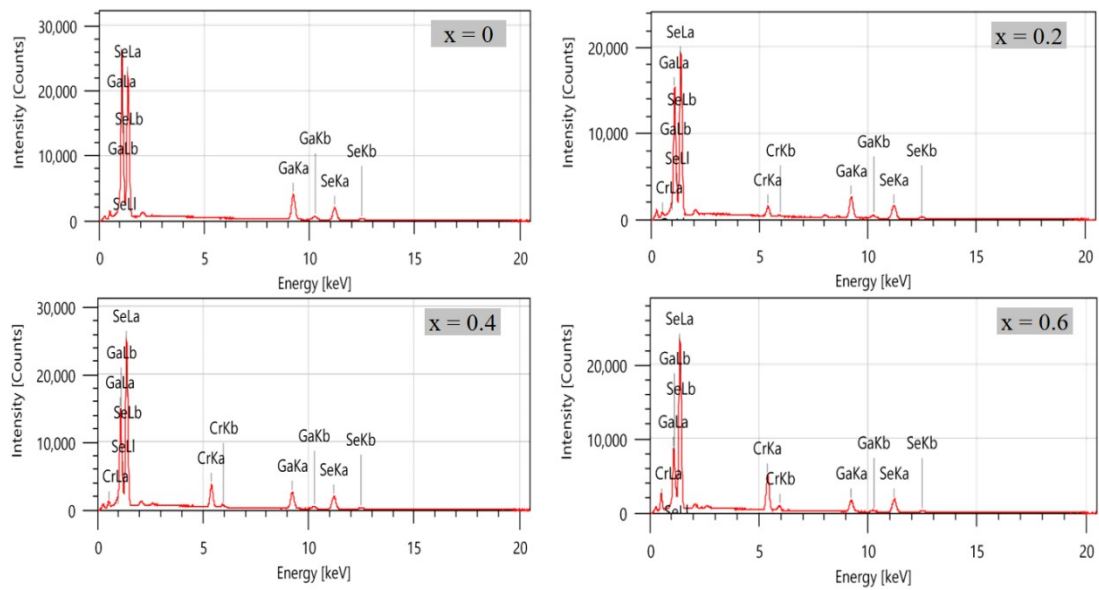 x = 0
Intensity [Counts]
30,000
20,000
10,000
0
SeLa
GaLa
SeLb
GaLb
SeLl
GaKa
GaKb
SeKa
SeKb
0 5 10 15 20
Energy [keV]
x = 0.2
Intensity [Counts]
20,000
10,000
0
SeLa
GaLa
SeLb
GaLb
SeLl
CrLa
CrKa
CrKb
GaKa
GaKb
SeKa
SeKb
0 5 10 15 20
Energy [keV]
x = 0.4
Intensity [Counts]
30,000
20,000
10,000
0
SeLa
GaLb
GaLa
SeLb
SeLl
CrLa
CrKa
CrKb
GaKa
GaKb
SeKa
SeKb
0 5 10 15 20
Energy [keV]
x = 0.6
Intensity [Counts]
20,000
10,000
0
SeLa
GaLb
SeLb
GaLa
CrLa
SeLl
CrKa
CrKb
GaKa
GaKb
SeKa
SeKb
0 5 10 15 20
Energy [keV]